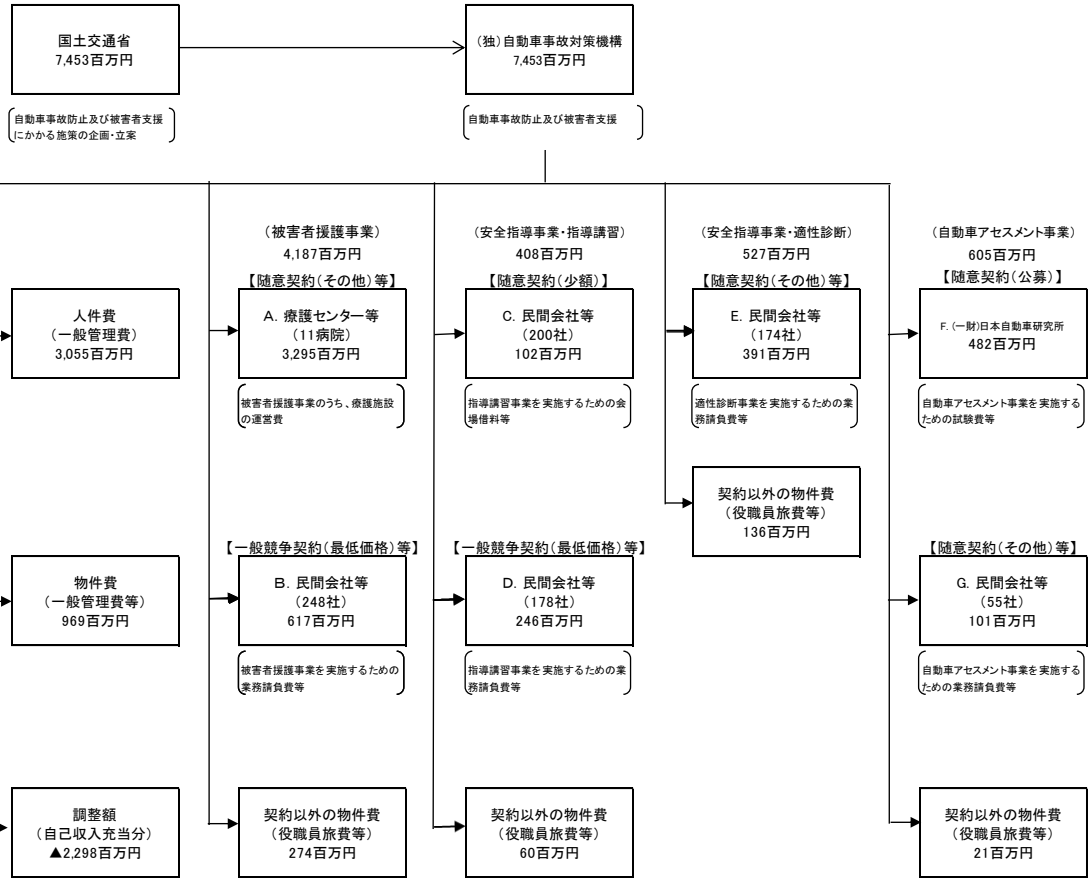 国土交通省
7,453百万円
(独)自動車事故対策機構
7,453百万円
自動車事故防止及び被害者支援
にかかる施策の企画・立案
自動車事故防止及び被害者支援
(被害者援護事業)
4,187百万円
(安全指導事業・指導講習)
408百万円
(安全指導事業・適性診断)
527百万円
(自動車アセスメント事業)
605百万円
【随意契約(その他)等】
【随意契約(少額)】
【随意契約(その他)等】
【随意契約(公募)】
人件費
(一般管理費)
3,055百万円
A. 療護センター等
(11病院)
3,295百万円
C. 民間会社等
(200社)
102百万円
E. 民間会社等
(174社)
391百万円
F. (一財)日本自動車研究所
482百万円
被害者援護事業のうち、療護施設
の運営費
指導講習事業を実施するための会
場借料等
適性診断事業を実施するための業
務請負費等
自動車アセスメント事業を実施する
ための試験費等
契約以外の物件費
(役職員旅費等)
136百万円
【一般競争契約(最低価格)等】
【一般競争契約(最低価格)等】
【随意契約(その他)等】
物件費
(一般管理費等)
969百万円
B. 民間会社等
(248社)
617百万円
D. 民間会社等
(178社)
246百万円
G. 民間会社等
(55社)
101百万円
被害者援護事業を実施するための
業務請負費等
指導講習事業を実施するための業
務請負費等
自動車アセスメント事業を実施する
ための業務請負費等
調整額
(自己収入充当分)
▲2,298百万円
契約以外の物件費
(役職員旅費等)
274百万円
契約以外の物件費
(役職員旅費等)
60百万円
契約以外の物件費
(役職員旅費等)
21百万円